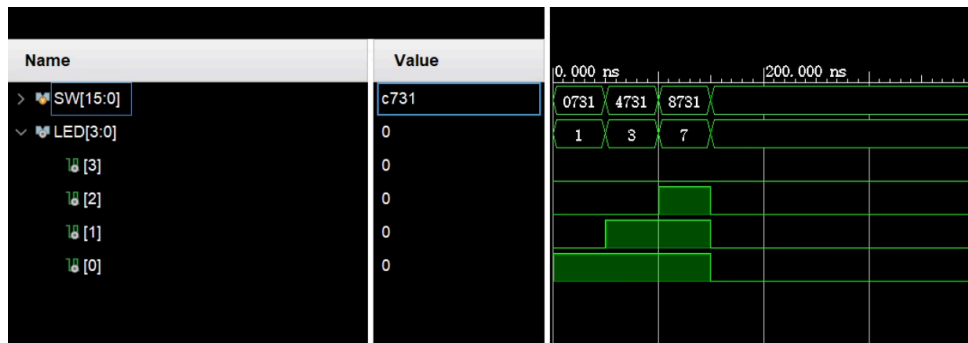 Name Value
0.000 ns 200.000 ns
SW[15:0] c731 0731 4731 8731
LED[3:0] 0 1 3 7
[3] 0
[2] 0
[1] 0
[0] 0